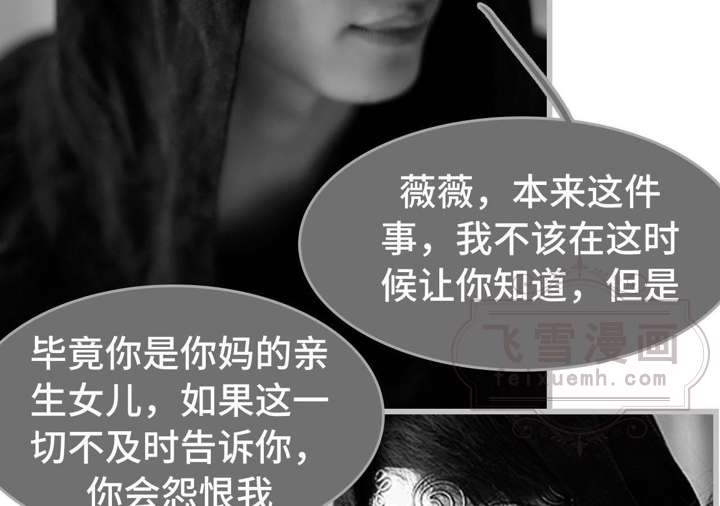 薇薇，本来这件
事，我不该在这时
候让你知道，但是
飞雪漫画
feixuemh.com
毕竟你是你妈的亲
生女儿，如果这一
切不及时告诉你，
你会怨恨我